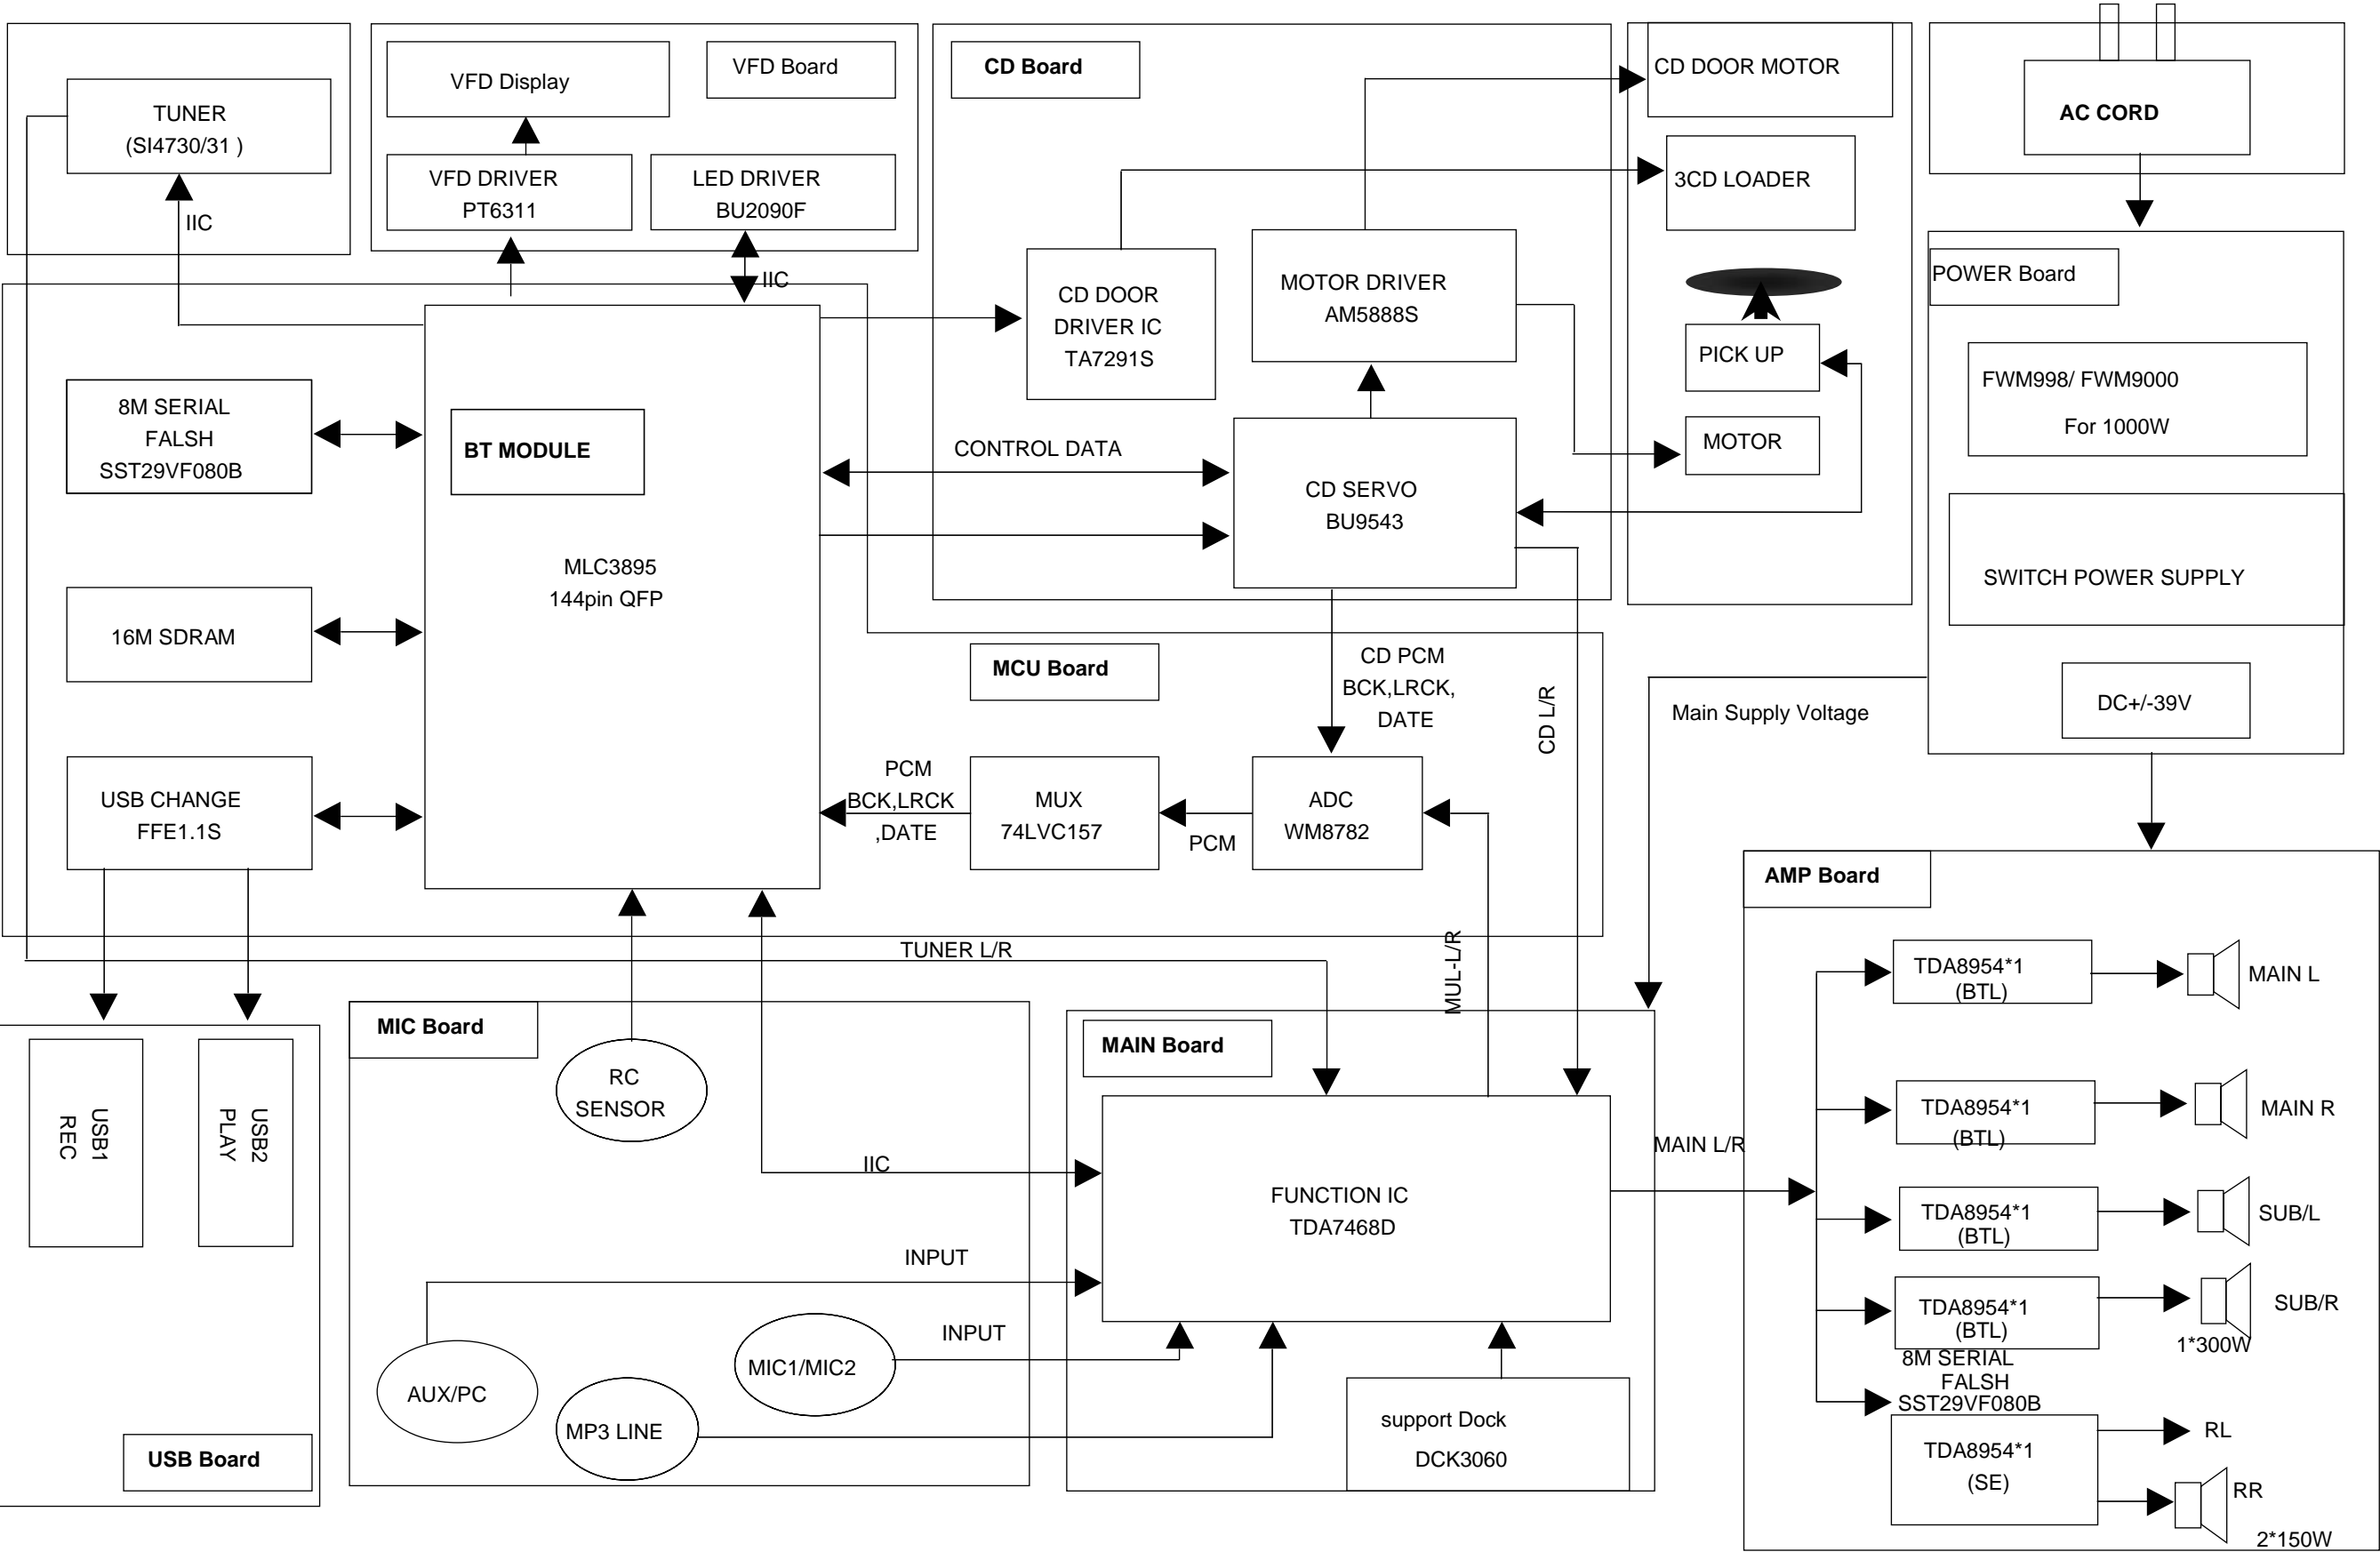 TUNER
(SI4730/31 )
IIC
VFD Display
VFD Board
VFD DRIVER
PT6311
LED DRIVER
BU2090F
IIC
CD Board
CD DOOR
DRIVER IC
TA7291S
MOTOR DRIVER
AM5888S
CD SERVO
BU9543
CONTROL DATA
CD DOOR MOTOR
3CD LOADER
PICK UP
MOTOR
AC CORD
POWER Board
FWM998/ FWM9000
For 1000W
SWITCH POWER SUPPLY
DC+/-39V
8M SERIAL
FALSH
SST29VF080B
BT MODULE
MLC3895
144pin QFP
16M SDRAM
USB CHANGE
FFE1.1S
MCU Board
CD PCM
BCK,LRCK,
DATE
CD L/R
Main Supply Voltage
PCM
BCK,LRCK
,DATE
MUX
74LVC157
PCM
ADC
WM8782
TUNER L/R
MUL-L/R
USB1
REC
USB2
PLAY
USB Board
MIC Board
RC
SENSOR
IIC
INPUT
INPUT
AUX/PC
MP3 LINE
MIC1/MIC2
MAIN Board
FUNCTION IC
TDA7468D
support Dock
DCK3060
MAIN L/R
AMP Board
TDA8954*1
(BTL)
MAIN L
TDA8954*1
(BTL)
MAIN R
TDA8954*1
(BTL)
SUB/L
TDA8954*1
(BTL)
SUB/R
1*300W
8M SERIAL
FALSH
SST29VF080B
TDA8954*1
(SE)
RL
RR
2*150W